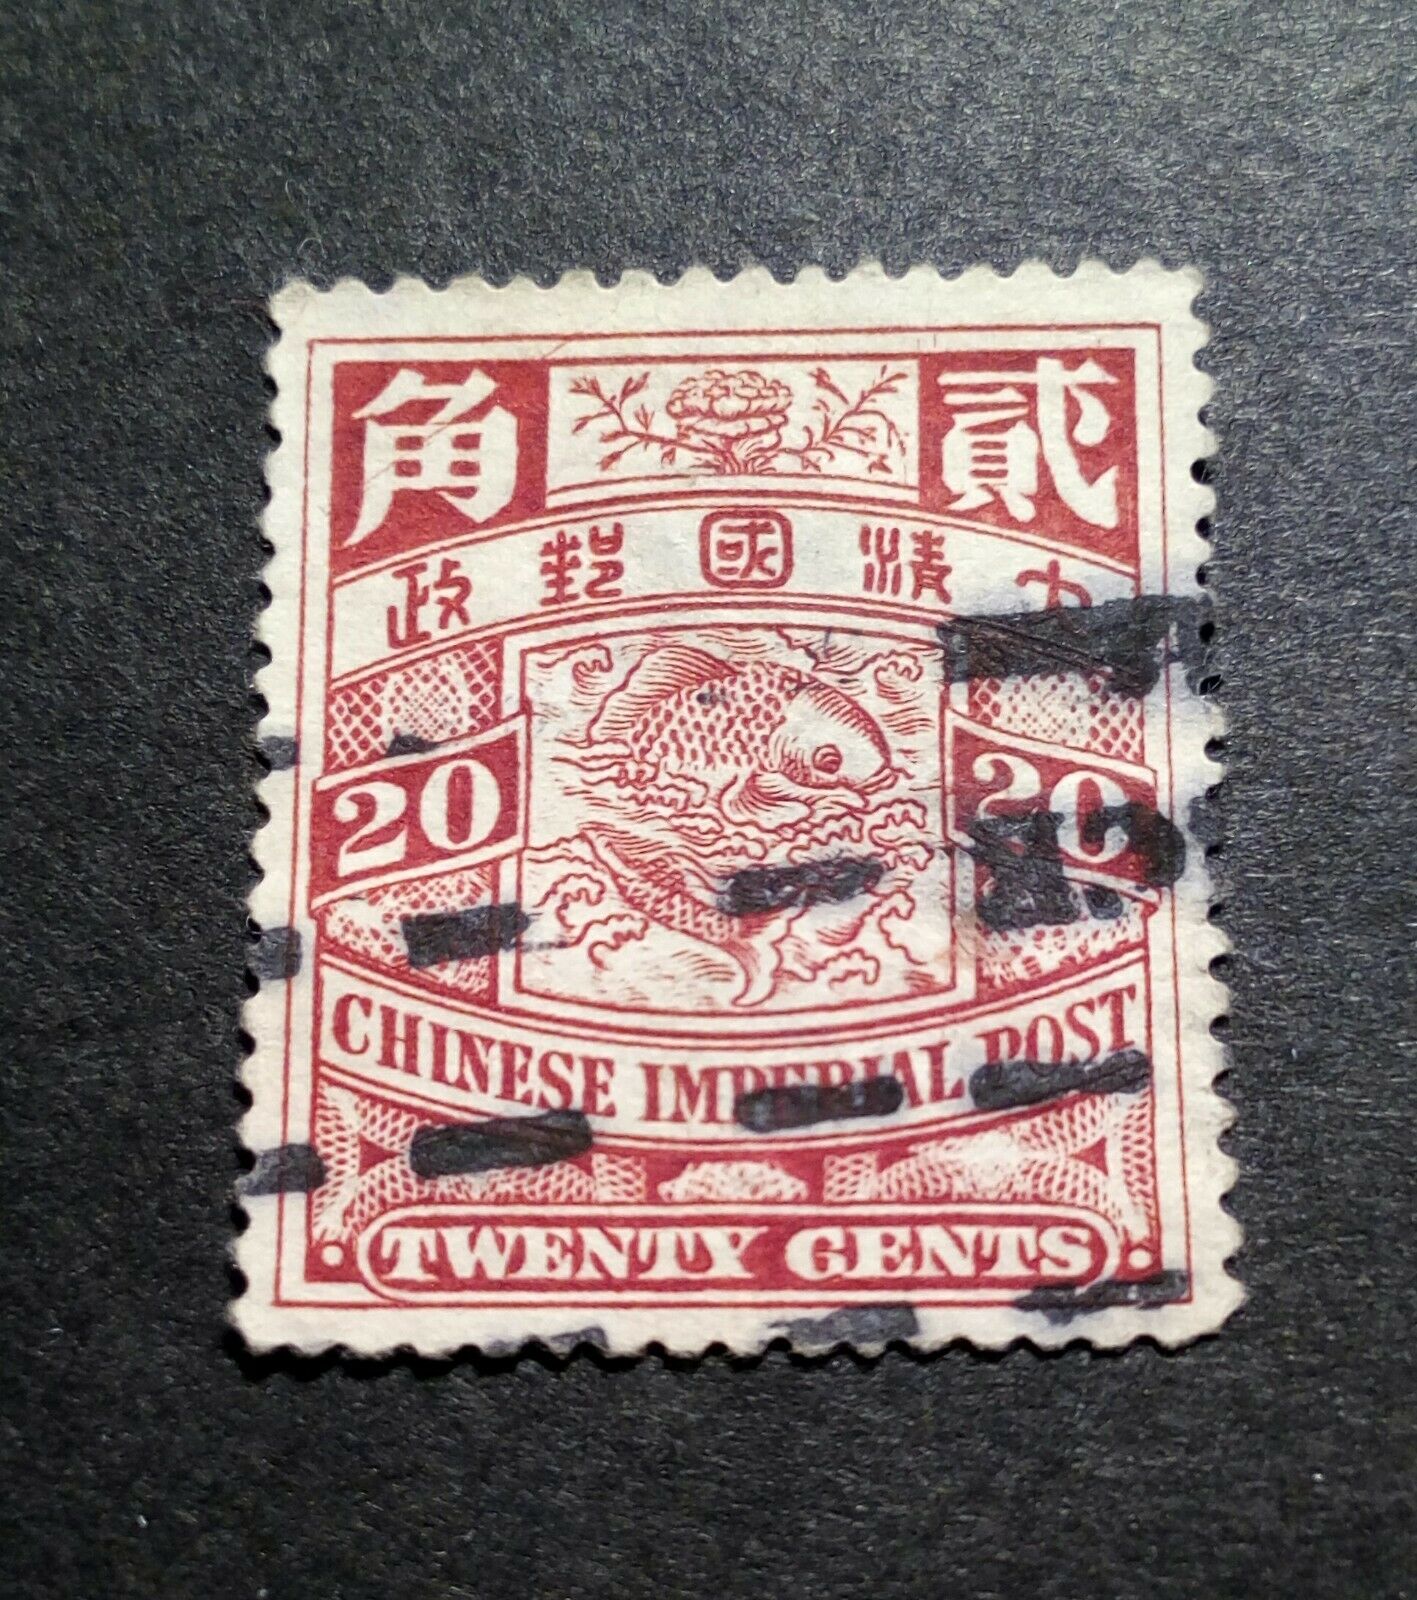 貳角
大清國郵政
20 20
CHINESE IMPERIAL POST
TWENTY CENTS